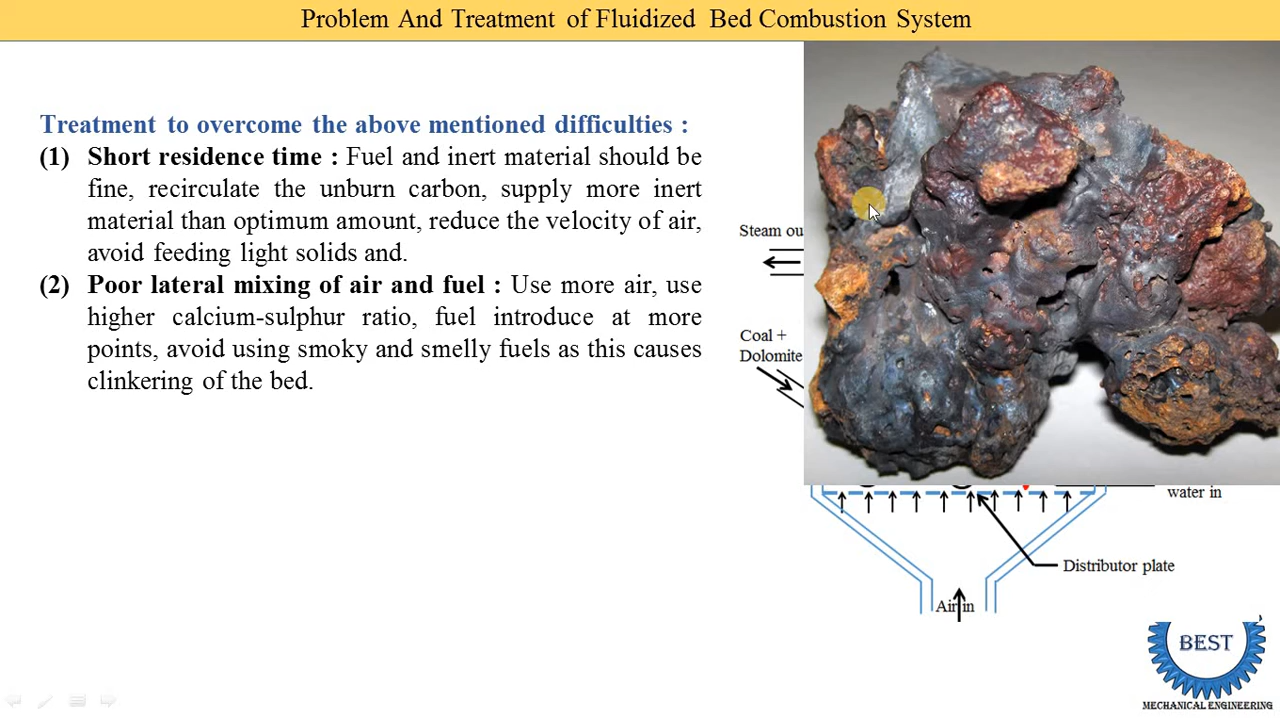 Problem And Treatment of Fluidized Bed Combustion System
Treatment to overcome the above mentioned difficulties :
(1) Short residence time : Fuel and inert material should be
fine, recirculate the unburn carbon, supply more inert
material than optimum amount, reduce the velocity of air,
avoid feeding light solids and.
(2) Poor lateral mixing of air and fuel : Use more air, use
higher calcium-sulphur ratio, fuel introduce at more
points, avoid using smoky and smelly fuels as this causes
clinkering of the bed.
Steam ou
Coal +
Dolomite
water in
Distributor plate
Air in
BEST
MECHANICAL ENGINEERING